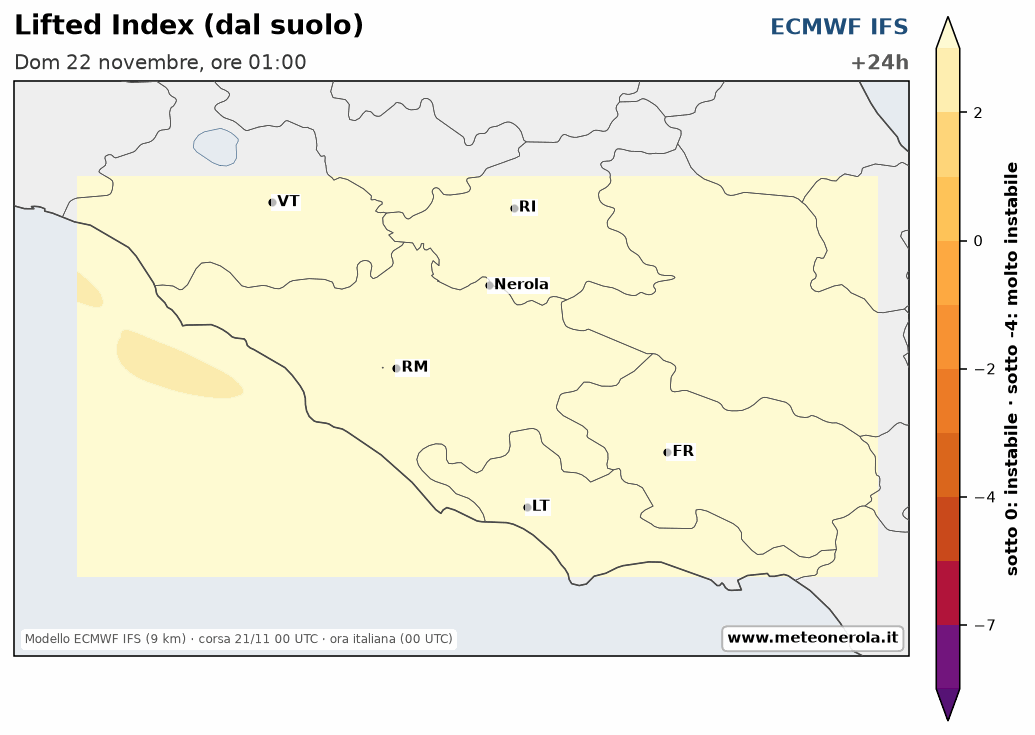 Lifted Index (dal suolo)
ECMWF IFS
Dom 22 novembre, ore 01:00
+24h
VT
RI
Nerola
RM
FR
LT
2
0
−2
−4
−7
sotto 0: instabile · sotto -4: molto instabile
Modello ECMWF IFS (9 km) · corsa 21/11 00 UTC · ora italiana (00 UTC)
www.meteonerola.it